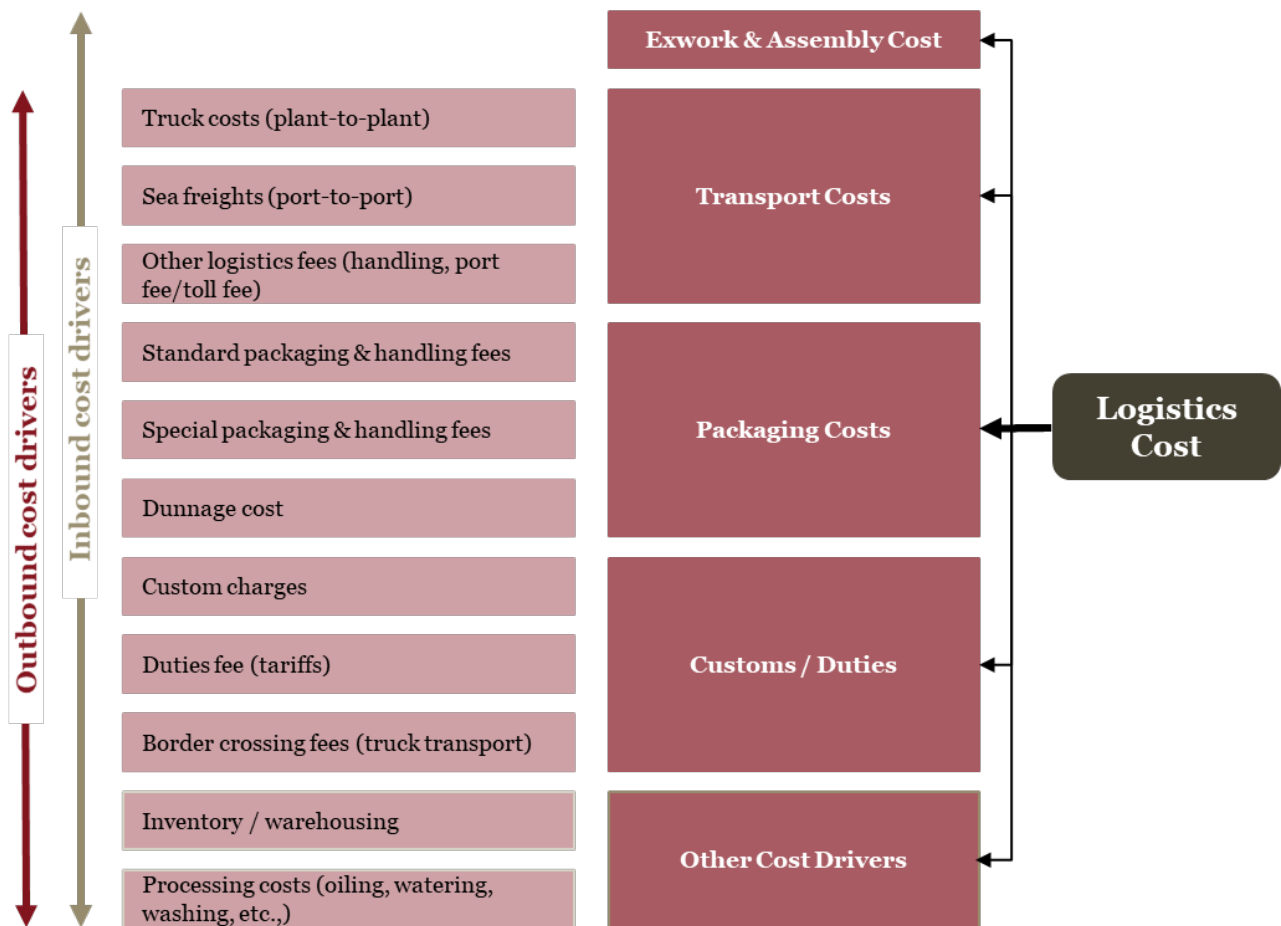 Exwork & Assembly Cost
Truck costs (plant-to-plant)
Sea freights (port-to-port)
Other logistics fees (handling, port
fee/toll fee)
Transport Costs
Standard packaging & handling fees
Special packaging & handling fees
Dunnage cost
Packaging Costs
Custom charges
Duties fee (tariffs)
Border crossing fees (truck transport)
Customs / Duties
Inventory / warehousing
Processing costs (oiling, watering,
washing, etc.,)
Other Cost Drivers
Logistics
Cost
Outbound cost drivers
Inbound cost drivers